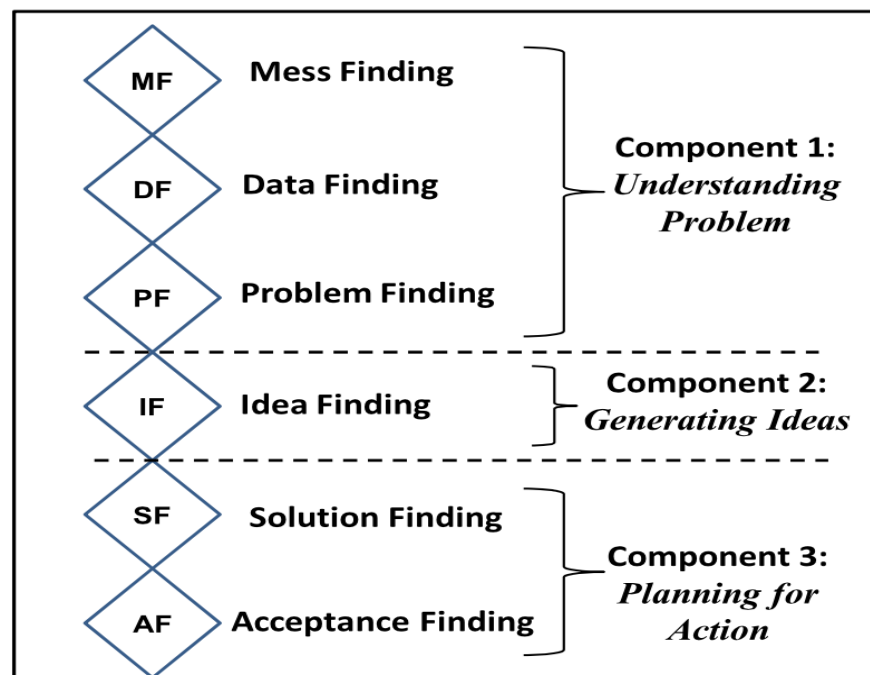 MF Mess Finding
DF Data Finding
PF Problem Finding
Component 1:
Understanding
Problem
IF Idea Finding
Component 2:
Generating Ideas
SF Solution Finding
AF Acceptance Finding
Component 3:
Planning for
Action